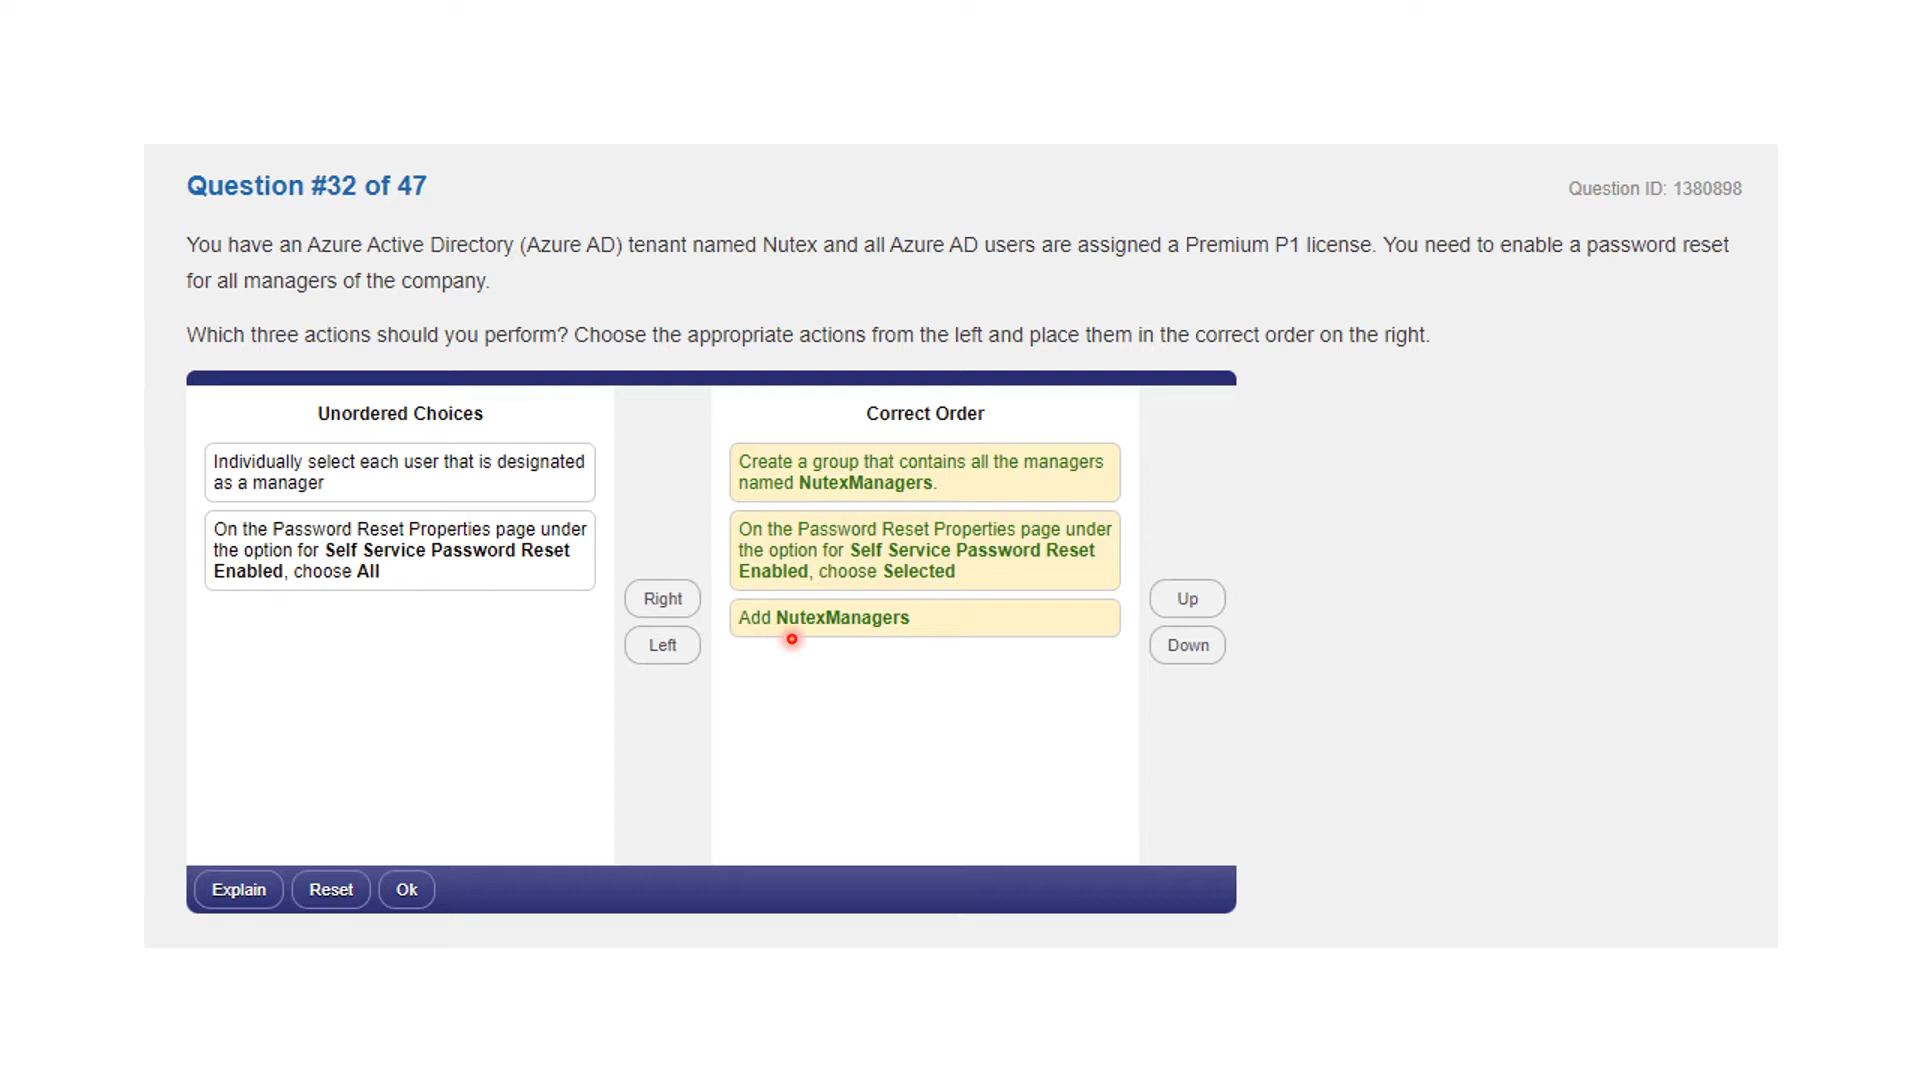 Question #32 of 47
Question ID: 1380898
You have an Azure Active Directory (Azure AD) tenant named Nutex and all Azure AD users are assigned a Premium P1 license. You need to enable a password reset
for all managers of the company.
Which three actions should you perform? Choose the appropriate actions from the left and place them in the correct order on the right.
Unordered Choices
Individually select each user that is designated
as a manager
On the Password Reset Properties page under
the option for Self Service Password Reset
Enabled, choose All
Right
Left
Correct Order
Create a group that contains all the managers
named NutexManagers.
On the Password Reset Properties page under
the option for Self Service Password Reset
Enabled, choose Selected
Add NutexManagers
Up
Down
Explain
Reset
Ok